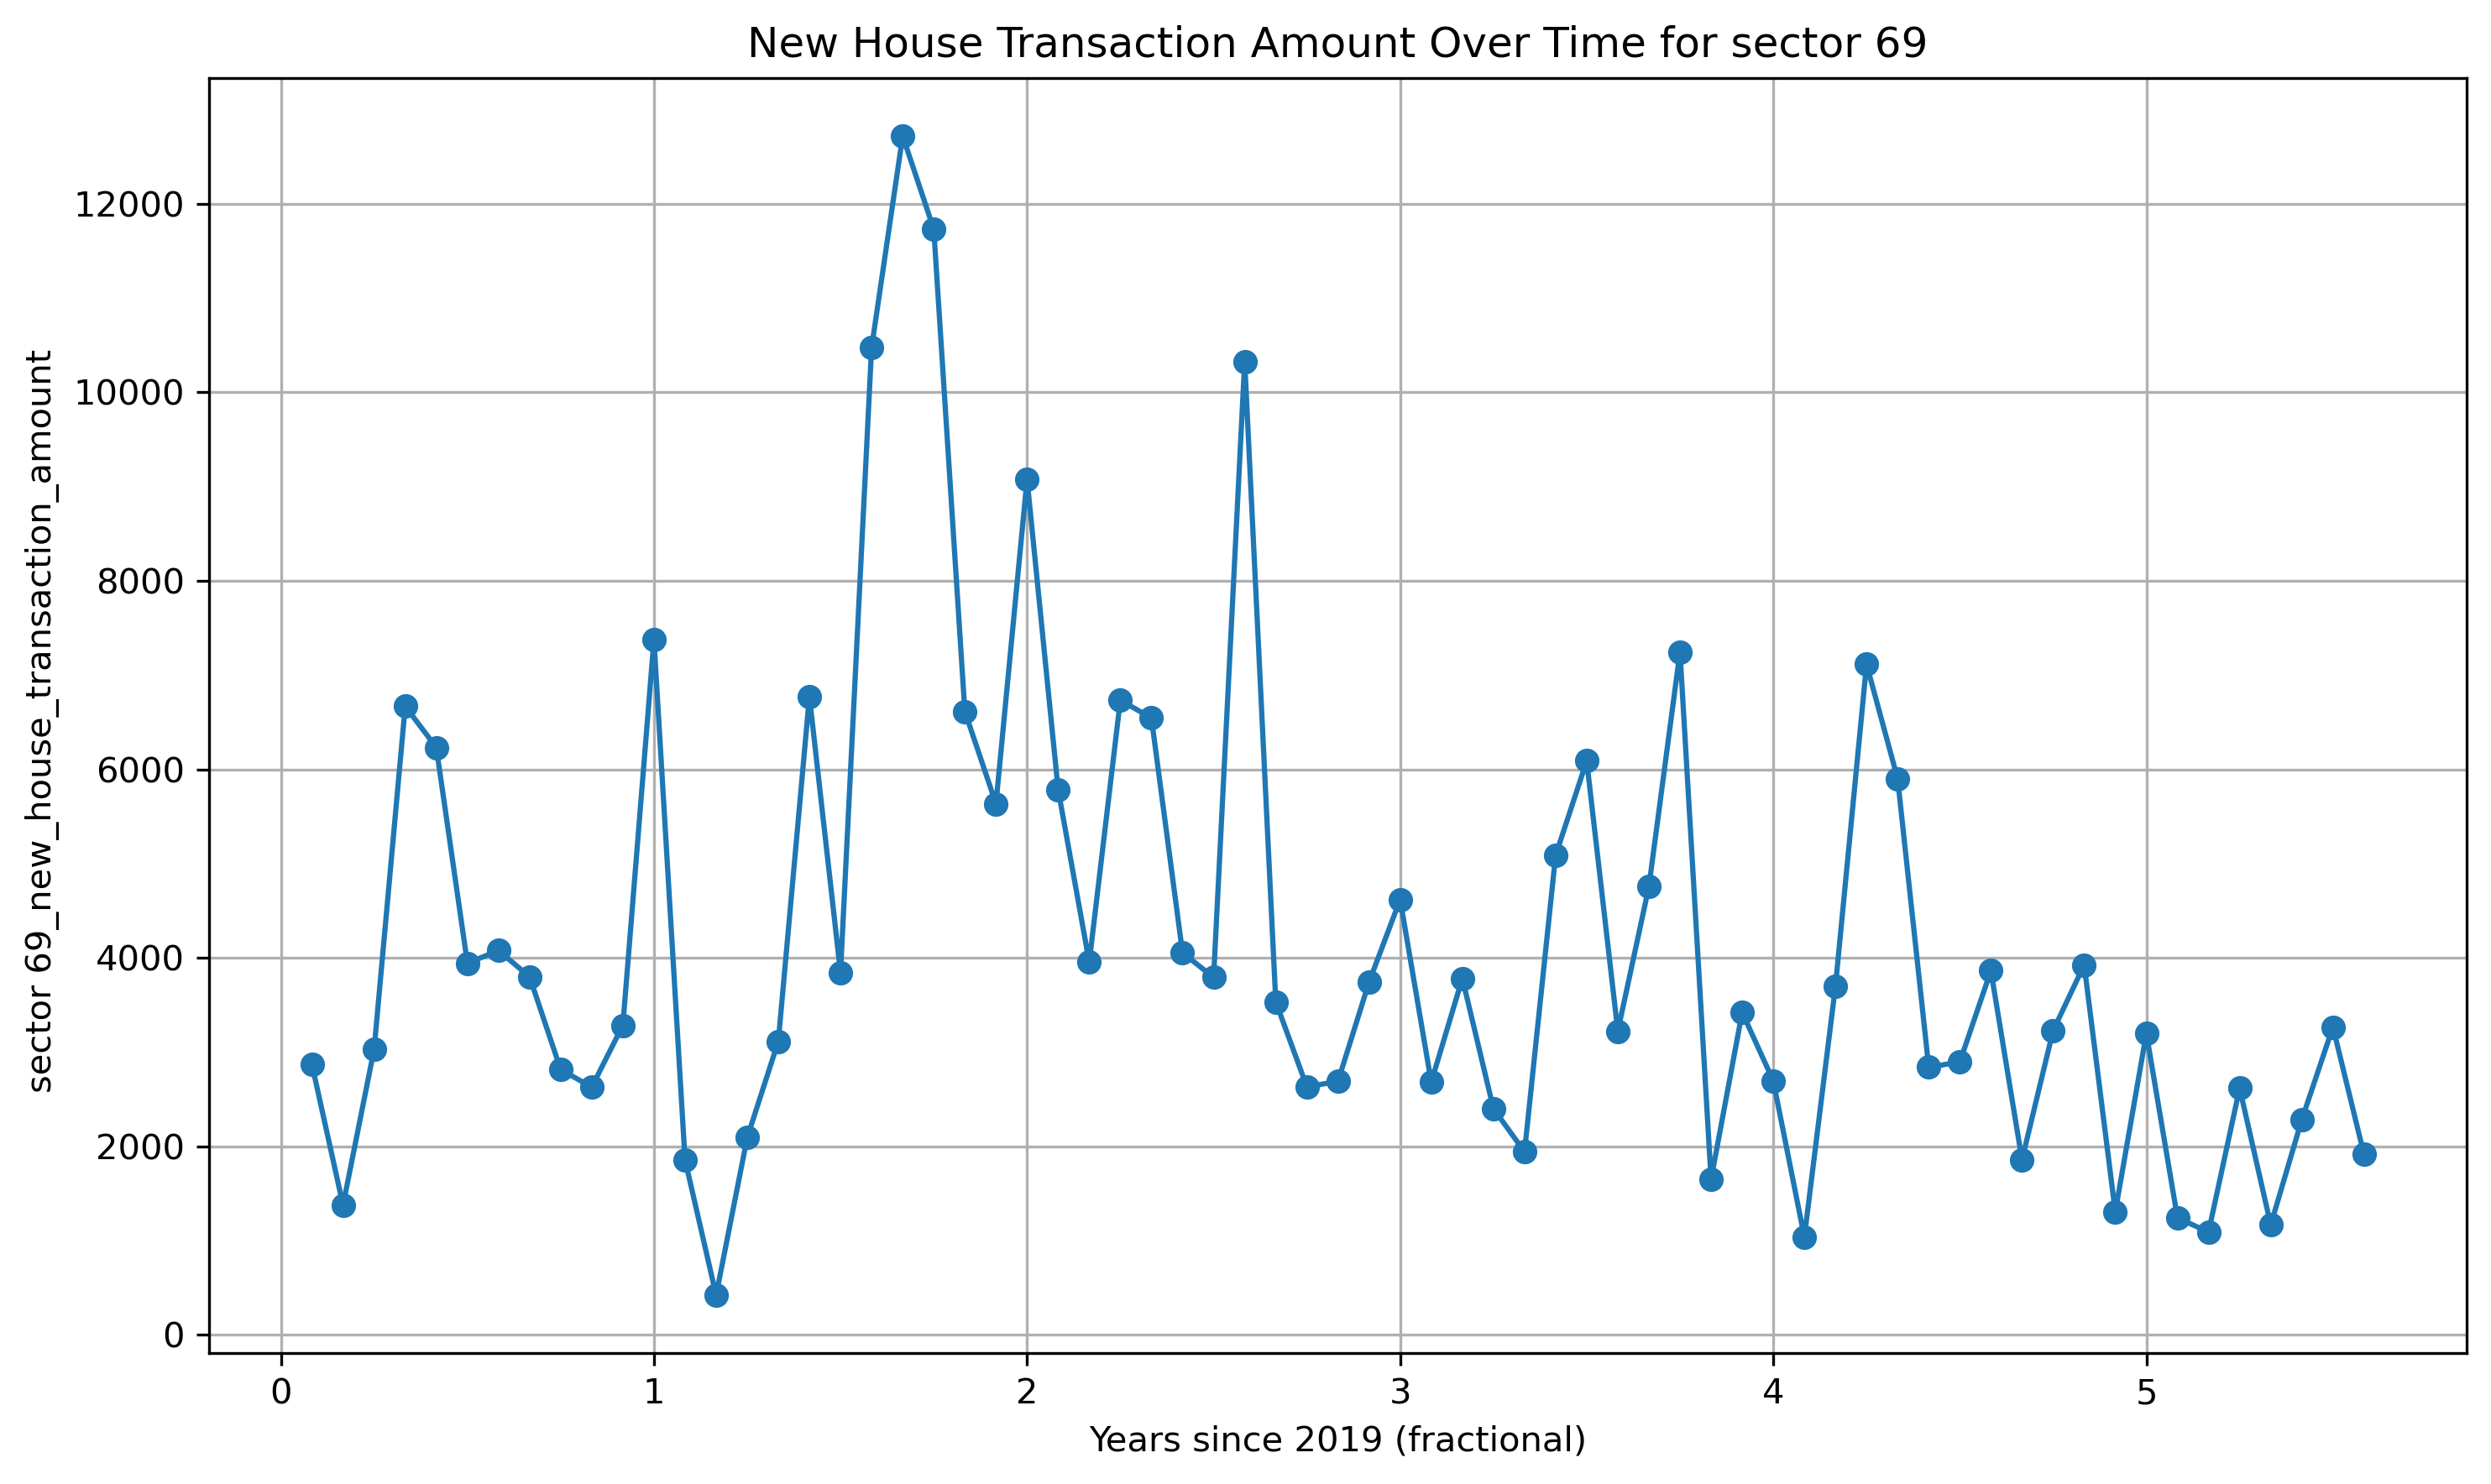 New House Transaction Amount Over Time for sector 69
sector 69_new_house_transaction_amount
12000
10000
8000
6000
4000
2000
0
0 1 2 3 4 5
Years since 2019 (fractional)